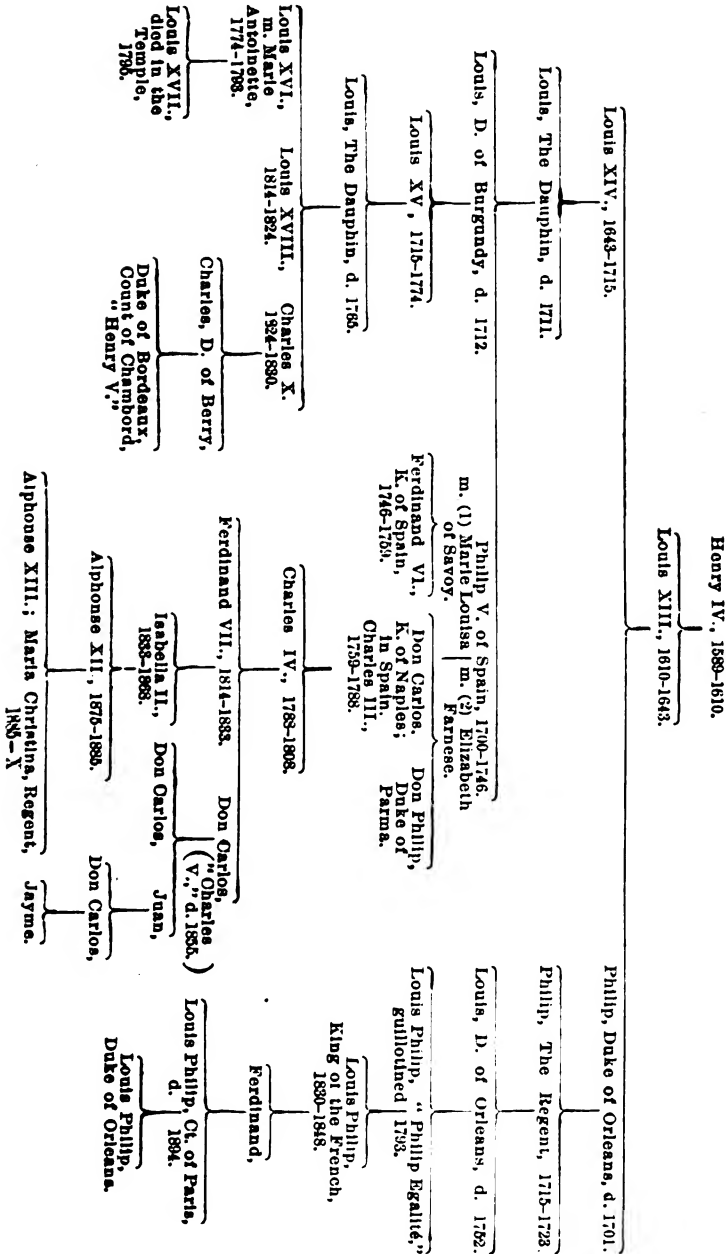 Henry IV., 1589-1610.
Louis XIII., 1610-1643.
Louis XIV., 1643-1715.
Philip, Duke of Orleans, d. 1701.
Louis, The Dauphin, d. 1711.
Philip, The Regent, 1715-1723
Louis, D. of Burgundy, d. 1712.
Philip V. of Spain, 1700-1746.
m. (1) Marie Louisa
of Savoy.
m. (2) Elizabeth
Farnese.
Louis, D. of Orleans, d. 1752.
Louis XV, 1715-1774.
Ferdinand VI.,
K. of Spain,
1746-1759.
Don Carlos.
K. of Naples;
in Spain.
Charles III.,
1759-1788.
Don Philip,
Duke of
Parma.
Louis Philip, "Philip Egalité,"
guillotined 1793.
Louis, The Dauphin, d. 1765.
Charles IV., 1788-1808.
Louis Philip,
King of the French,
1830-1848.
Louis XVI.,
m. Marie
Antoinette,
1774-1793.
Louis XVIII.,
1814-1824.
Charles X.
1824-1830.
Ferdinand VII., 1814-1833.
Don Carlos,
("Charles
V.," d. 1855.)
Ferdinand,
Louis XVII.,
died in the
Temple,
1795.
Charles, D. of Berry,
Isabella II.,
1833-1868.
Don Carlos,
Juan,
Louis Philip, Ct. of Paris,
d. 1894.
Duke of Bordeaux,
Count of Chambord,
"Henry V."
Alphonse XII., 1875-1885.
Don Carlos,
Louis Philip,
Duke of Orleans.
Alphonse XIII.; Maria Christina, Regent,
1885-X
Jayme.